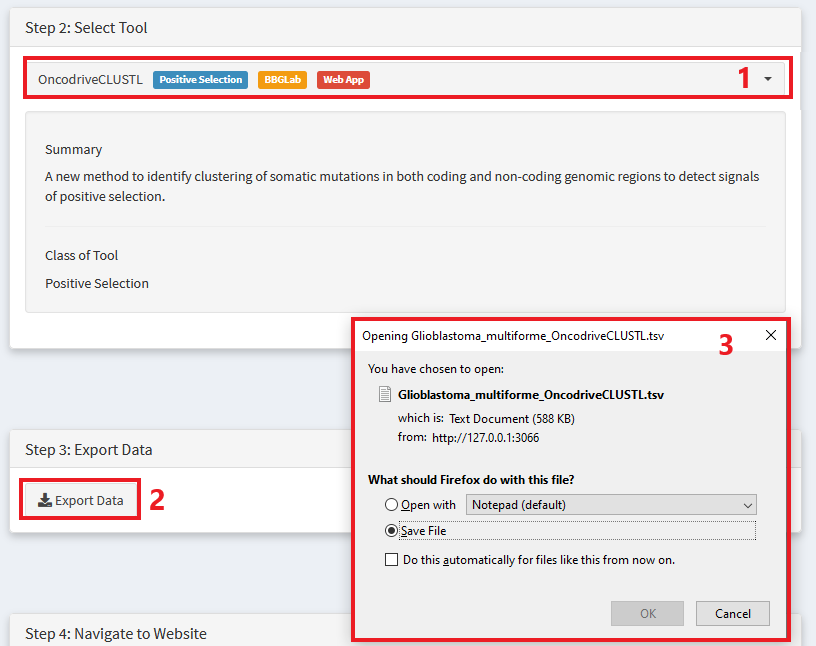 Step 2: Select Tool
OncodriveCLUSTL Positive Selection BBGLab Web App 1
Summary
A new method to identify clustering of somatic mutations in both coding and non-coding genomic regions to detect signals
of positive selection.
Class of Tool
Positive Selection
Opening Glioblastoma_multiforme_OncodriveCLUSTL.tsv 3
You have chosen to open:
Glioblastoma_multiforme_OncodriveCLUSTL.tsv
which is: Text Document (588 KB)
from: http://127.0.0.1:3066
What should Firefox do with this file?
Open with Notepad (default)
Save File
Do this automatically for files like this from now on.
OK Cancel
Step 3: Export Data
Export Data 2
Step 4: Navigate to Website